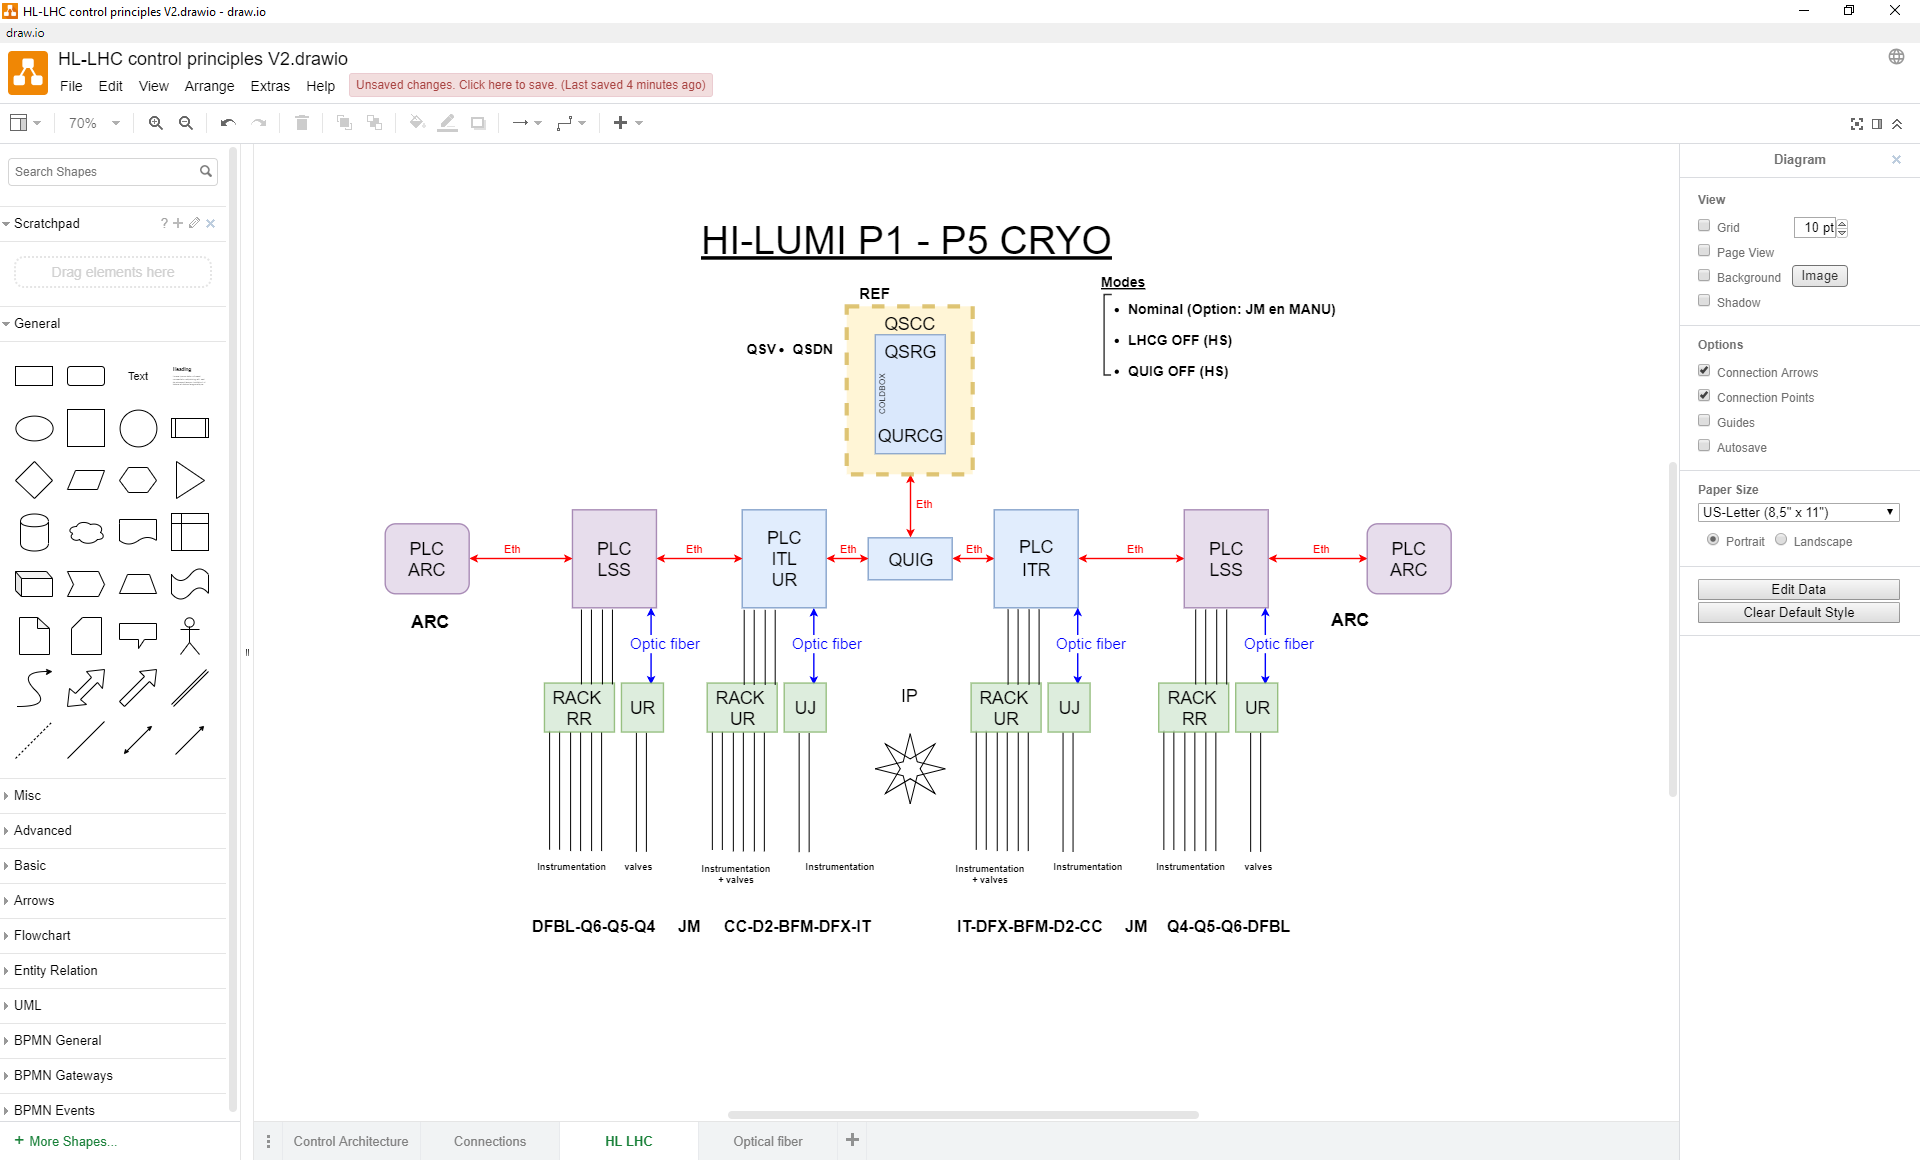 HL-LHC control principles V2.drawio - draw.io
draw.io
HL-LHC control principles V2.drawio
File Edit View Arrange Extras Help Unsaved changes. Click here to save. (Last saved 4 minutes ago)
70%
Search Shapes
Scratchpad ?
Drag elements here
General
Text
Heading
Misc
Advanced
Basic
Arrows
Flowchart
Entity Relation
UML
BPMN General
BPMN Gateways
BPMN Events
+ More Shapes...
HI-LUMI P1 - P5 CRYO
REF
QSCC
QSV • QSDN
QSRG
COLDBOX
QURCG
Modes
• Nominal (Option: JM en MANU)
• LHCG OFF (HS)
• QUIG OFF (HS)
Eth
PLC
ARC
Eth
PLC
LSS
Eth
PLC
ITL
UR
Eth
QUIG
Eth
PLC
ITR
Eth
PLC
LSS
Eth
PLC
ARC
ARC
ARC
Optic fiber
Optic fiber
Optic fiber
Optic fiber
RACK
RR
UR
RACK
UR
UJ
IP
RACK
UR
UJ
RACK
RR
UR
Instrumentation
valves
Instrumentation
+ valves
Instrumentation
Instrumentation
+ valves
Instrumentation
Instrumentation
valves
DFBL-Q6-Q5-Q4 JM CC-D2-BFM-DFX-IT IT-DFX-BFM-D2-CC JM Q4-Q5-Q6-DFBL
Control Architecture Connections HL LHC Optical fiber
Diagram
View
Grid 10 pt
Page View
Background Image
Shadow
Options
Connection Arrows
Connection Points
Guides
Autosave
Paper Size
US-Letter (8,5" x 11")
Portrait Landscape
Edit Data
Clear Default Style